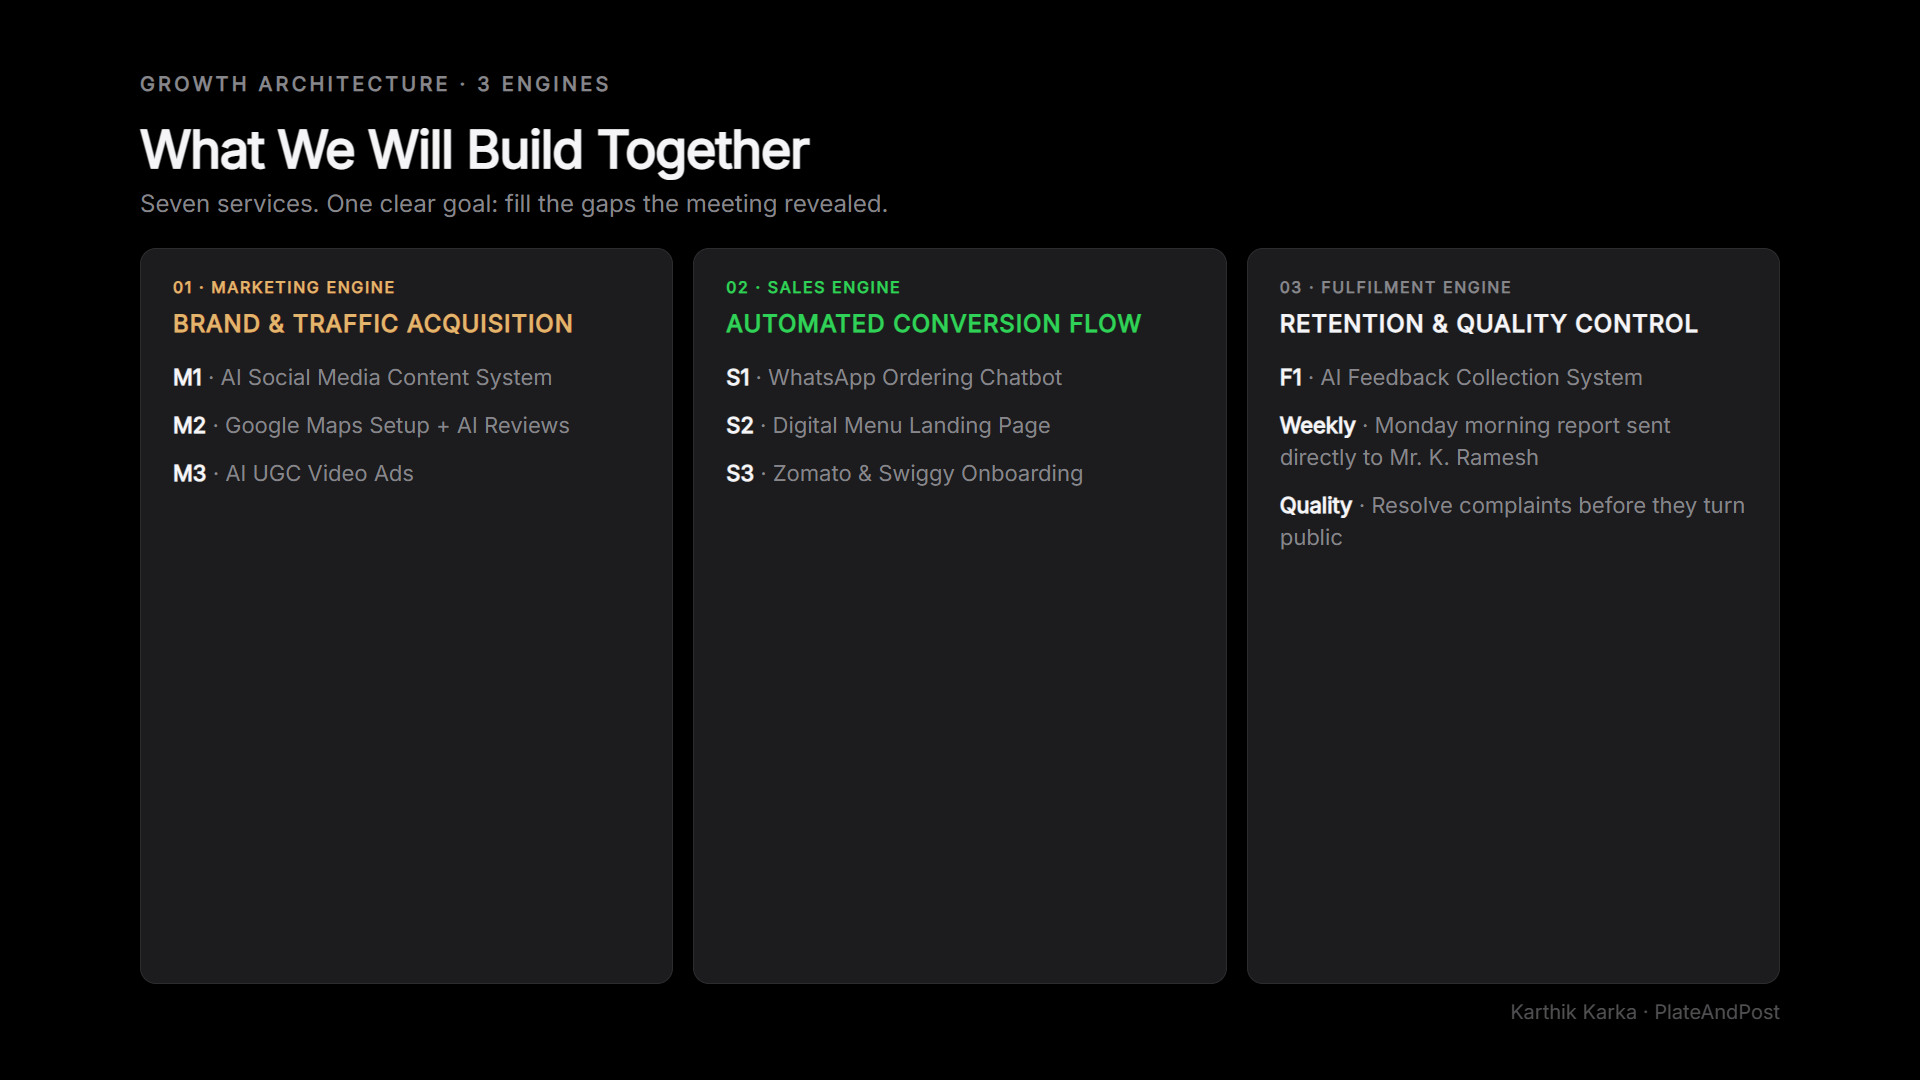 GROWTH ARCHITECTURE · 3 ENGINES
What We Will Build Together
Seven services. One clear goal: fill the gaps the meeting revealed.
01 · MARKETING ENGINE
BRAND & TRAFFIC ACQUISITION
M1 · AI Social Media Content System
M2 · Google Maps Setup + AI Reviews
M3 · AI UGC Video Ads
02 · SALES ENGINE
AUTOMATED CONVERSION FLOW
S1 · WhatsApp Ordering Chatbot
S2 · Digital Menu Landing Page
S3 · Zomato & Swiggy Onboarding
03 · FULFILMENT ENGINE
RETENTION & QUALITY CONTROL
F1 · AI Feedback Collection System
Weekly · Monday morning report sent
directly to Mr. K. Ramesh
Quality · Resolve complaints before they turn
public
Karthik Karka · PlateAndPost